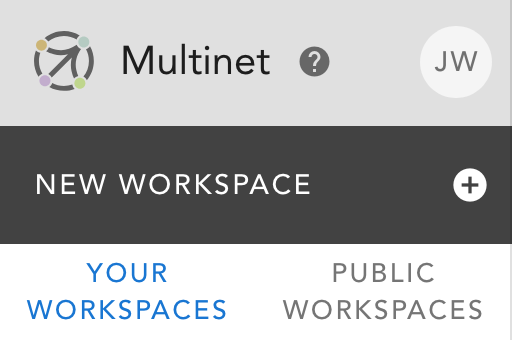 Multinet ? JW
NEW WORKSPACE +
YOUR WORKSPACES
PUBLIC WORKSPACES